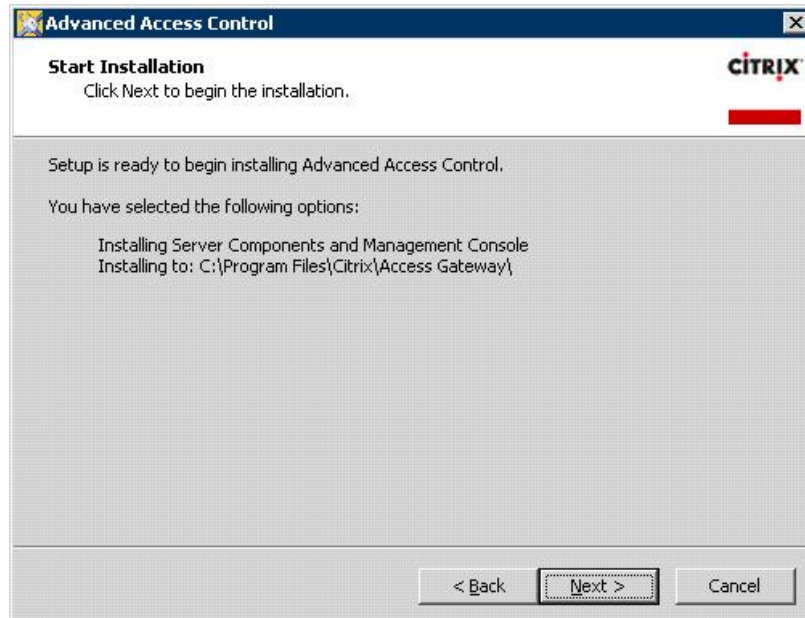 Advanced Access Control
Start Installation
Click Next to begin the installation.
CITRIX
Setup is ready to begin installing Advanced Access Control.
You have selected the following options:
Installing Server Components and Management Console
Installing to: C:\Program Files\Citrix\Access Gateway\
< Back
Next >
Cancel